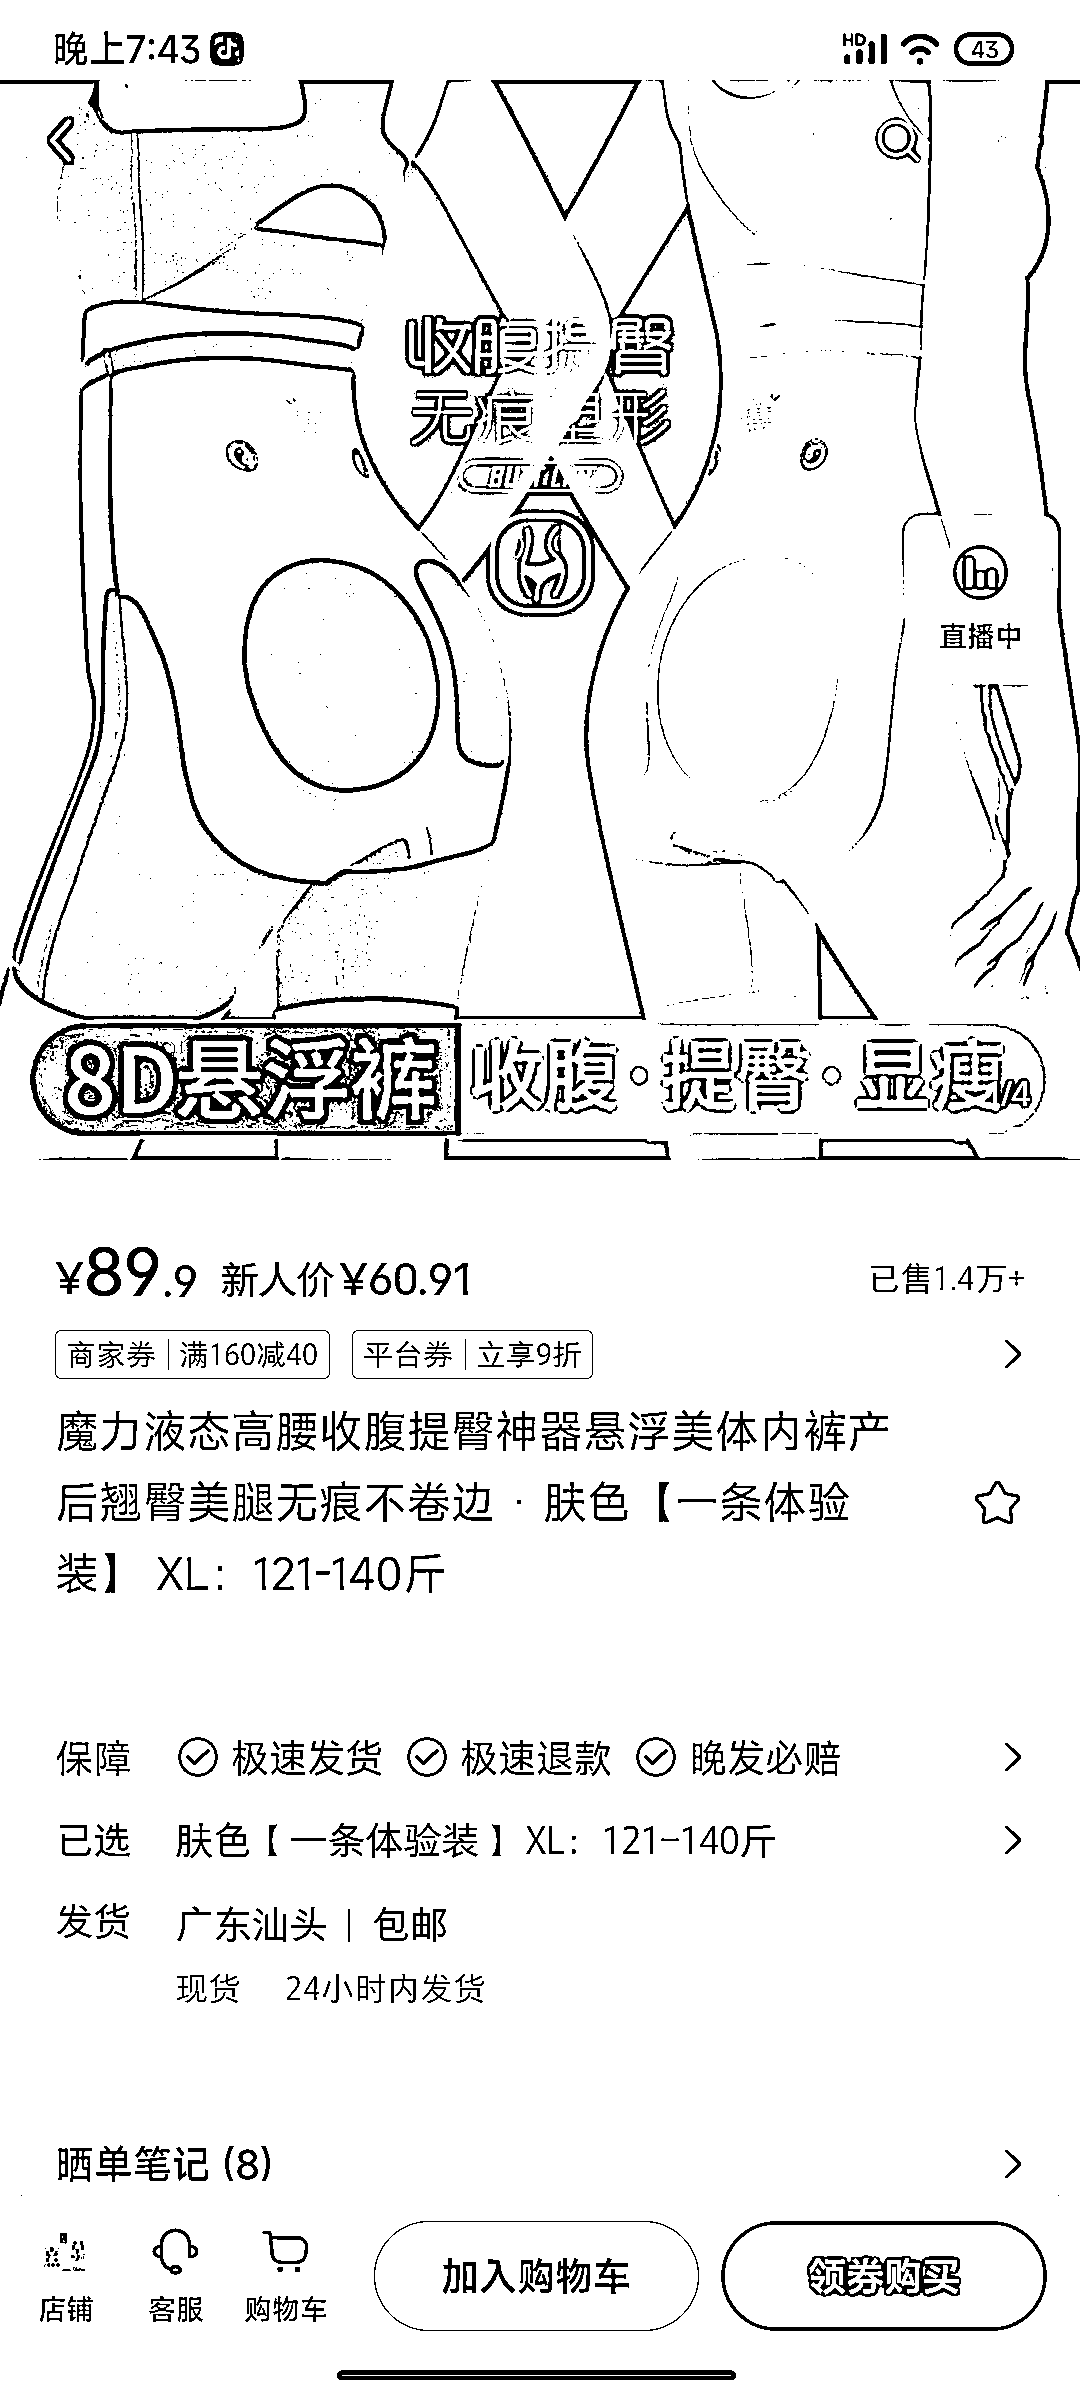 晚上7:43
HD
43
收腹提臀
无痕塑形
直播中
8D悬浮裤 收腹·提臀·显瘦
/4
¥89.9 新人价¥60.91 已售1.4万+
商家券 | 满160减40 平台券 | 立享9折
魔力液态高腰收腹提臀神器悬浮美体内裤产
后翘臀美腿无痕不卷边 · 肤色【一条体验
装】 XL：121-140斤
保障 极速发货 极速退款 晚发必赔
已选 肤色【一条体验装】XL：121-140斤
发货 广东汕头 | 包邮
现货 24小时内发货
晒单笔记 (8)
店铺 客服 购物车 加入购物车 领券购买